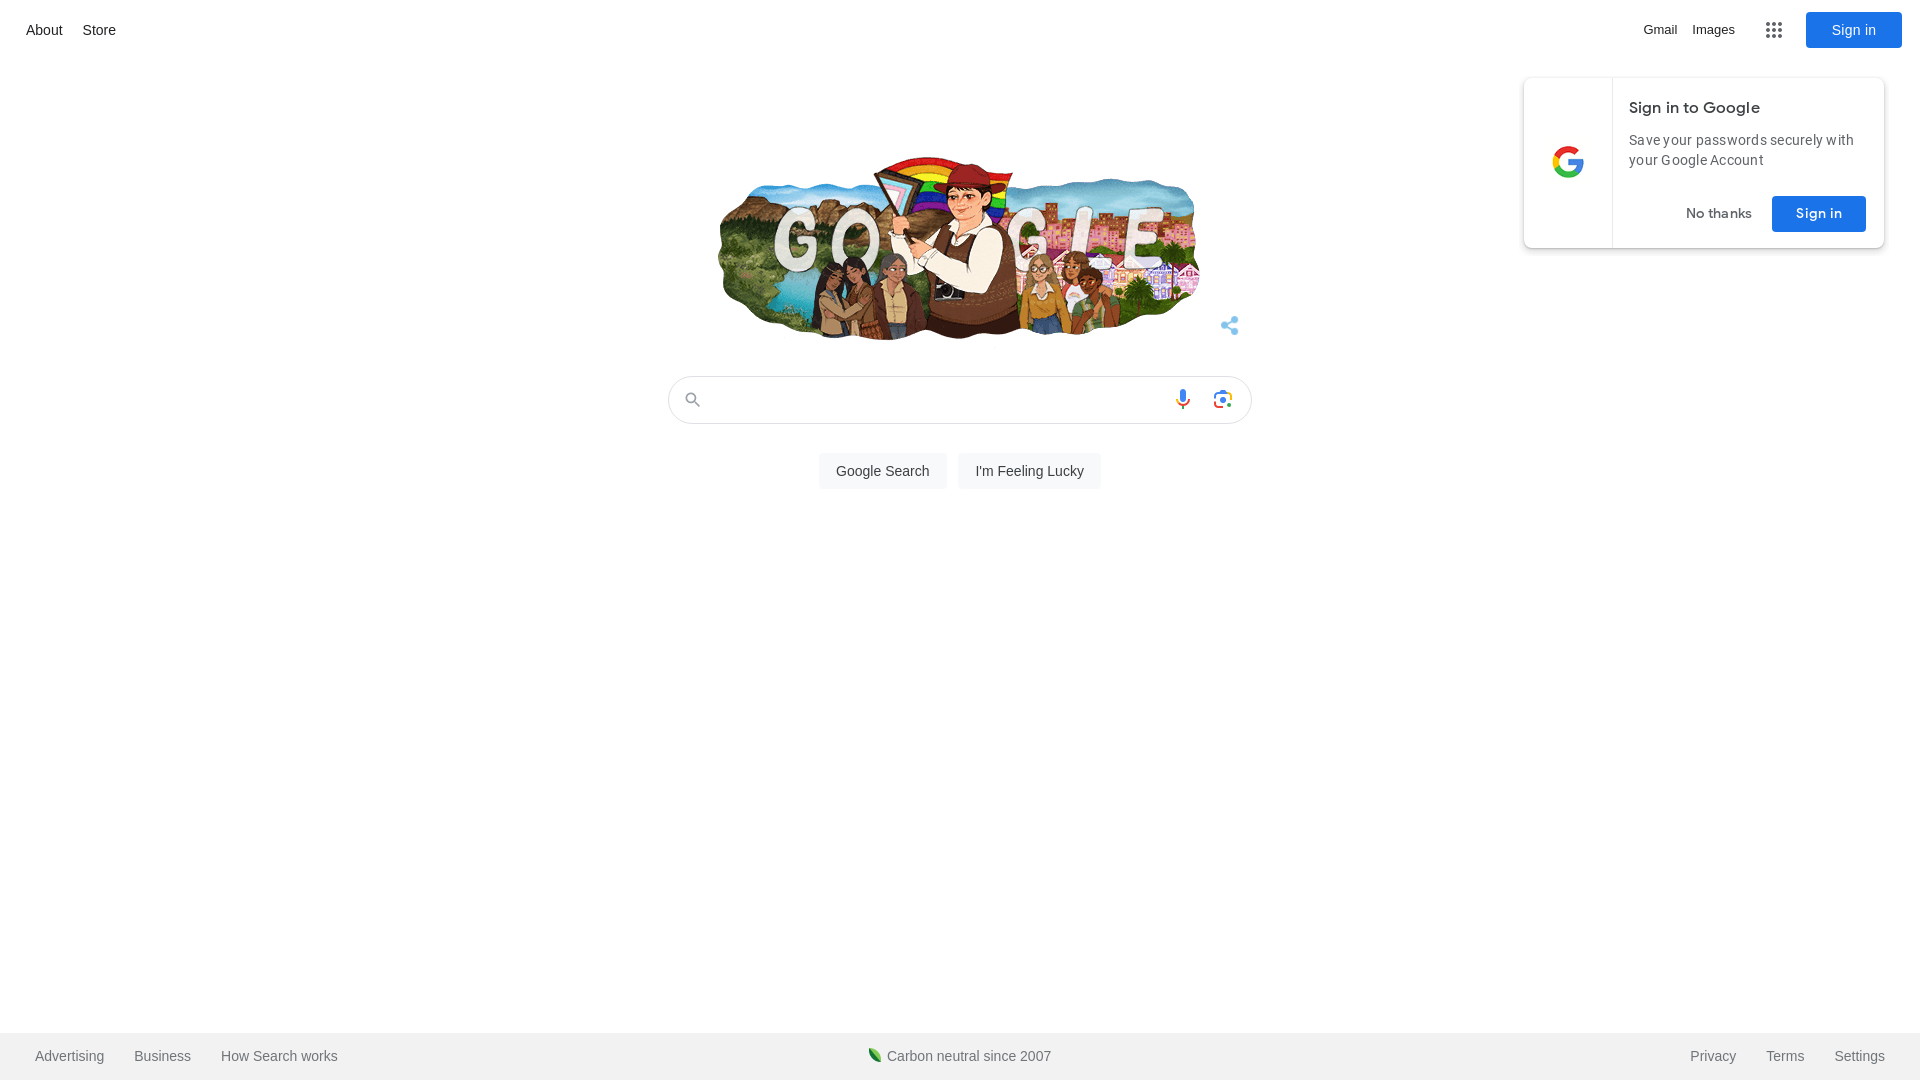 About Store
Gmail Images Sign in
Sign in to Google
Save your passwords securely with
your Google Account
No thanks Sign in
GO GLE
Google Search I'm Feeling Lucky
Advertising Business How Search works
Carbon neutral since 2007
Privacy Terms Settings